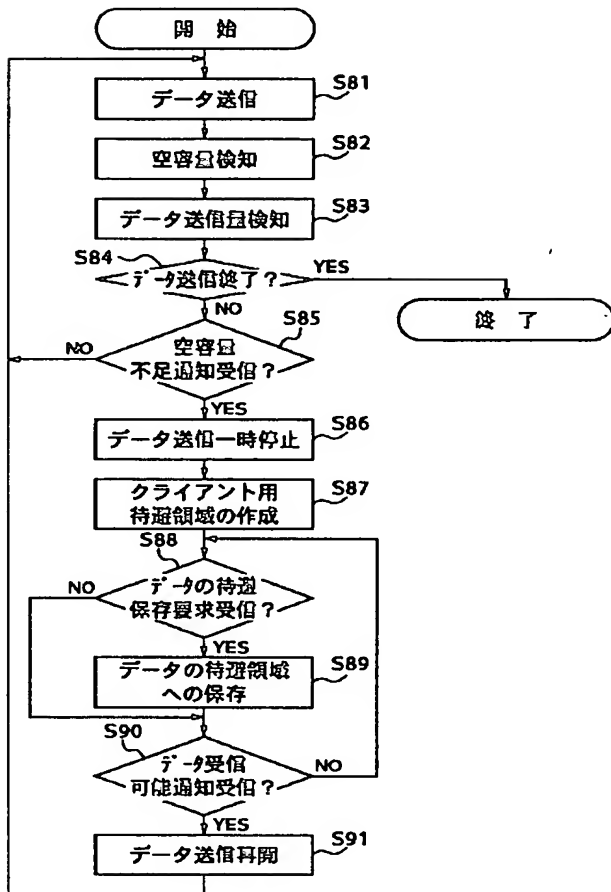 開 始
S81
データ送信
S82
空容量検知
S83
データ送信量検知
S84
データ送信終了？
YES
NO
終 了
S85
NO
空容量
不足通知受信？
YES
S86
データ送信一時停止
S87
クライアント用
待避領域の作成
S88
NO
データの待避
保存要求受信？
YES
S89
データの待避領域
への保存
S90
データ受信
可能通知受信？
NO
YES
S91
データ送信再開